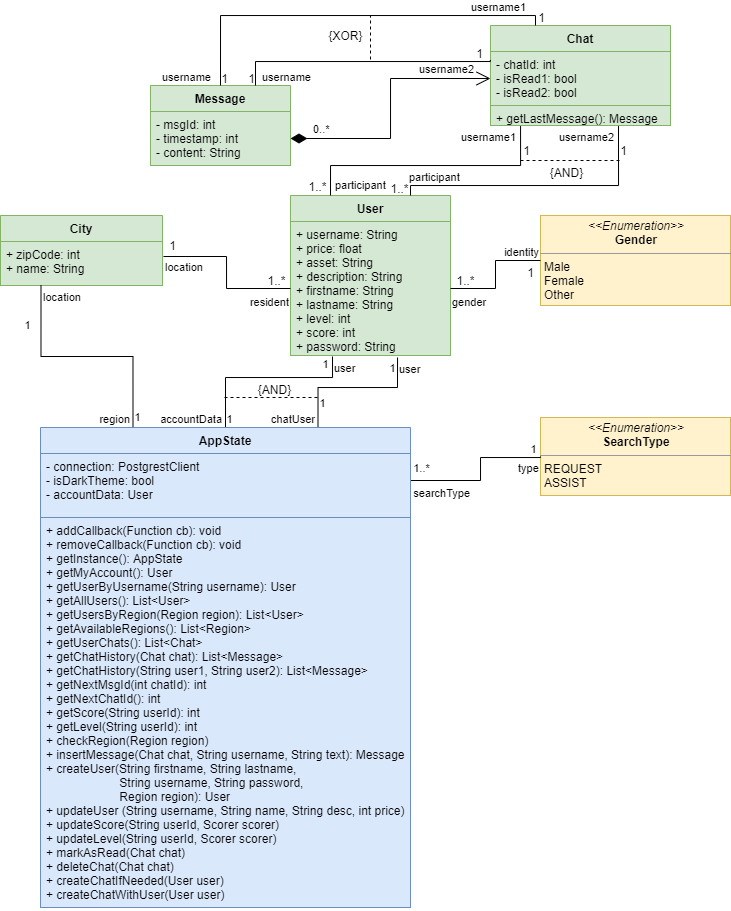 username1
1
{XOR}
Chat
- chatId: int
- isRead1: bool
- isRead2: bool
+ getLastMessage(): Message
1
username2
username
1
1
username
Message
- msgId: int
- timestamp: int
- content: String
0..*
username1
username2
1
1
{AND}
1..*
participant
1..*
participant
User
+ username: String
+ price: float
+ asset: String
+ description: String
+ firstname: String
+ lastname: String
+ level: int
+ score: int
+ password: String
City
+ zipCode: int
+ name: String
1
location
1..*
resident
1..*
gender
identity
1
<<Enumeration>>
Gender
Male
Female
Other
location
1
region
1
1
user
1
user
{AND}
accountData
1
chatUser
1
AppState
- connection: PostgrestClient
- isDarkTheme: bool
- accountData: User
+ addCallback(Function cb): void
+ removeCallback(Function cb): void
+ getInstance(): AppState
+ getMyAccount(): User
+ getUserByUsername(String username): User
+ getAllUsers(): List<User>
+ getUsersByRegion(Region region): List<User>
+ getAvailableRegions(): List<Region>
+ getUserChats(): List<Chat>
+ getChatHistory(Chat chat): List<Message>
+ getChatHistory(String user1, String user2): List<Message>
+ getNextMsgId(int chatId): int
+ getNextChatId(): int
+ getScore(String userId): int
+ getLevel(String userId): int
+ checkRegion(Region region)
+ insertMessage(Chat chat, String username, String text): Message
+ createUser(String firstname, String lastname,
String username, String password,
Region region): User
+ updateUser (String username, String name, String desc, int price)
+ updateScore(String userId, Scorer scorer)
+ updateLevel(String userId, Scorer scorer)
+ markAsRead(Chat chat)
+ deleteChat(Chat chat)
+ createChatIfNeeded(User user)
+ createChatWithUser(User user)
1..*
searchType
1
type
<<Enumeration>>
SearchType
REQUEST
ASSIST